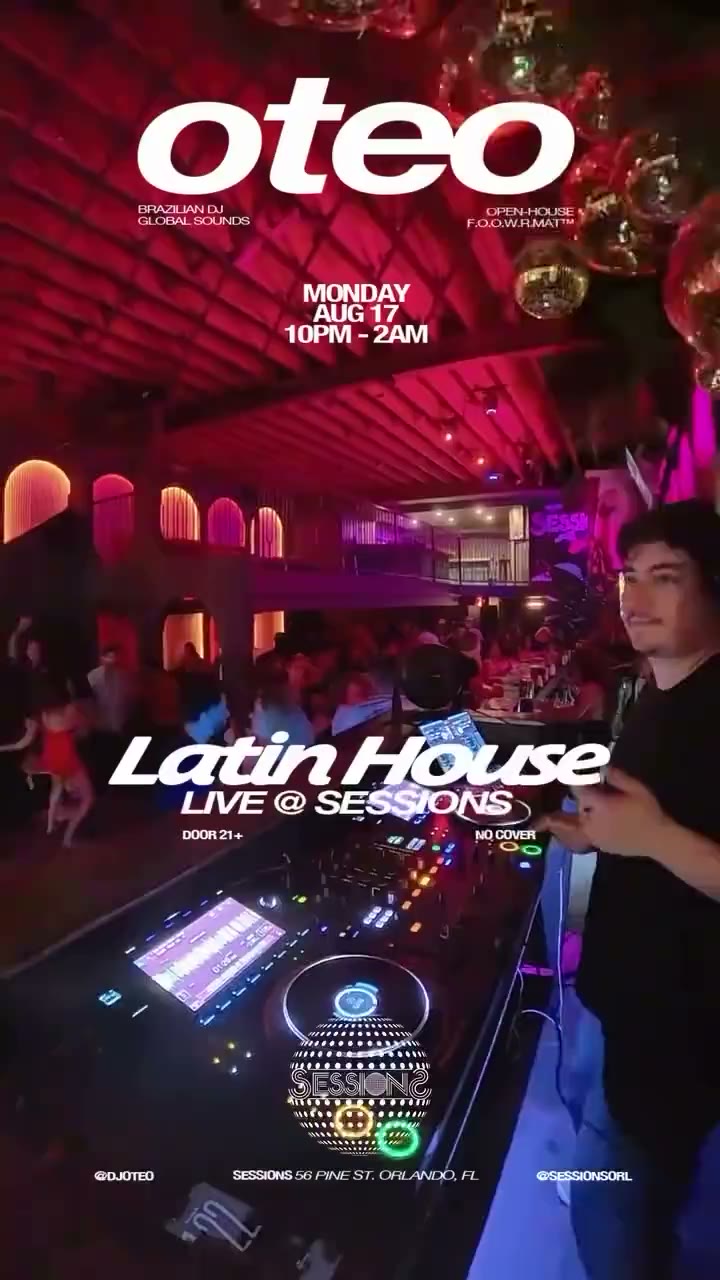 oteo
BRAZILIAN DJ
GLOBAL SOUNDS
OPEN-HOUSE
F.O.O.W.R.MAT™
MONDAY
AUG 17
10PM - 2AM
SESSI
Latin House
LIVE @ SESSIONS
DOOR 21+
NO COVER
SESSIONS
@DJOTEO
SESSIONS 56 PINE ST. ORLANDO, FL
@SESSIONSORL